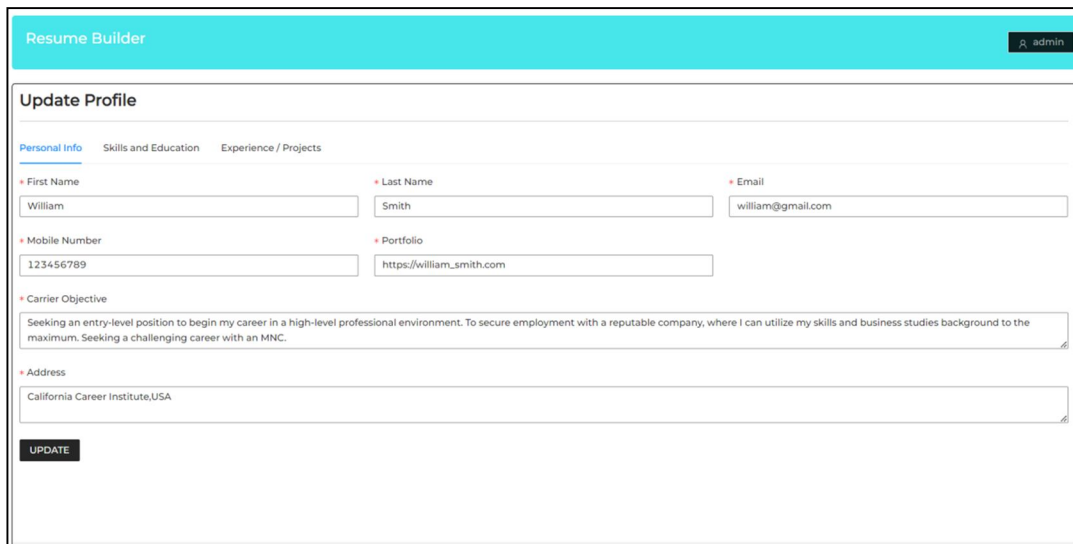 Resume Builder
admin
Update Profile
Personal Info Skills and Education Experience / Projects
* First Name * Last Name * Email
William Smith william@gmail.com
* Mobile Number * Portfolio
123456789 https://william_smith.com
* Carrier Objective
Seeking an entry-level position to begin my career in a high-level professional environment. To secure employment with a reputable company, where I can utilize my skills and business studies background to the
maximum. Seeking a challenging career with an MNC.
* Address
California Career Institute,USA
UPDATE